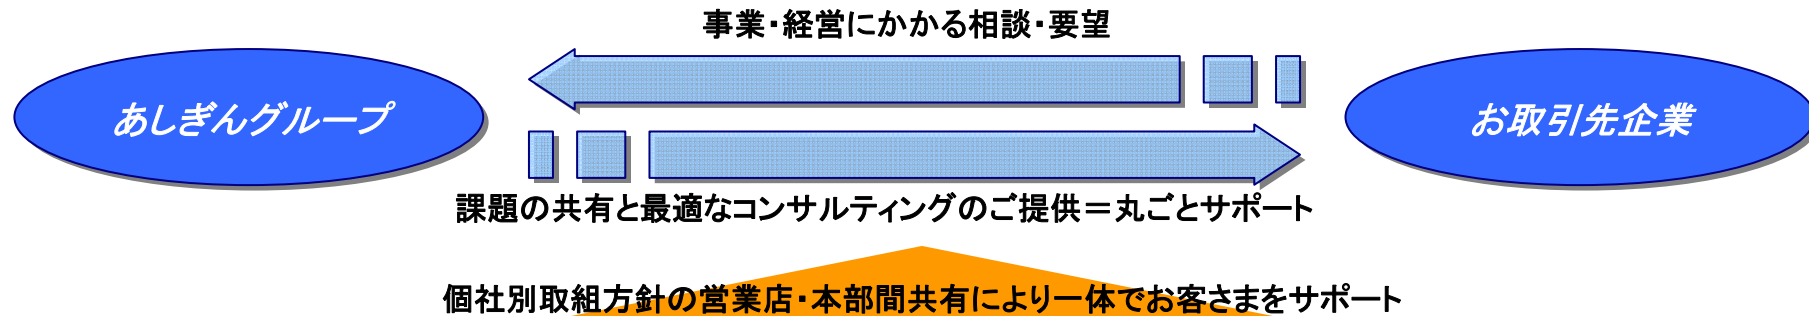 事業・経営にかかる相談・要望
あしぎんグループ
お取引先企業
課題の共有と最適なコンサルティングのご提供＝丸ごとサポート
個社別取組方針の営業店・本部間共有により一体でお客さまをサポート